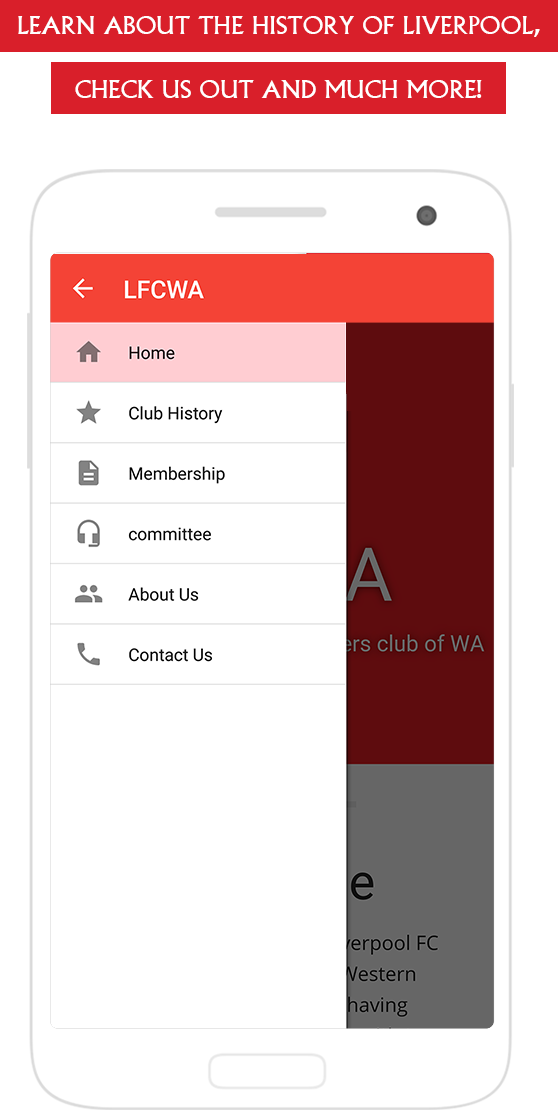 LEARN ABOUT THE HISTORY OF LIVERPOOL,
CHECK US OUT AND MUCH MORE!
LFCWA
Home
Club History
Membership
committee
About Us
Contact Us
A
ers club of WA
e
verpool FC
Western
having